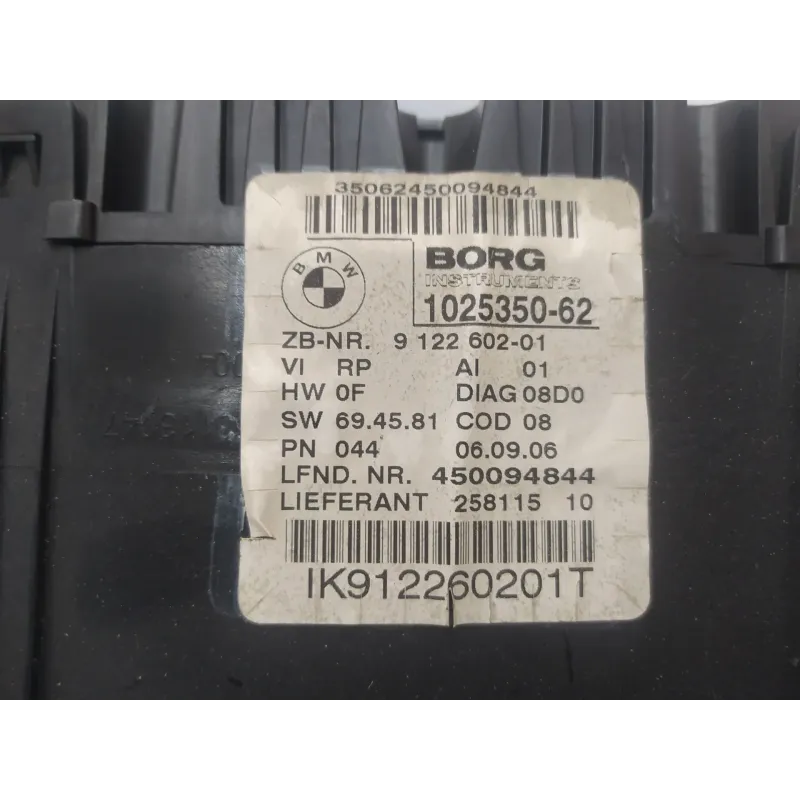 35062450094844
BMW
BORG
INSTRUMENTS
1025350-62
ZB-NR. 9 122 602-01
VI RP AI 01
HW 0F DIAG 08D0
SW 69.45.81 COD 08
PN 044 06.09.06
LFND. NR. 450094844
LIEFERANT 258115 10
IK912260201T